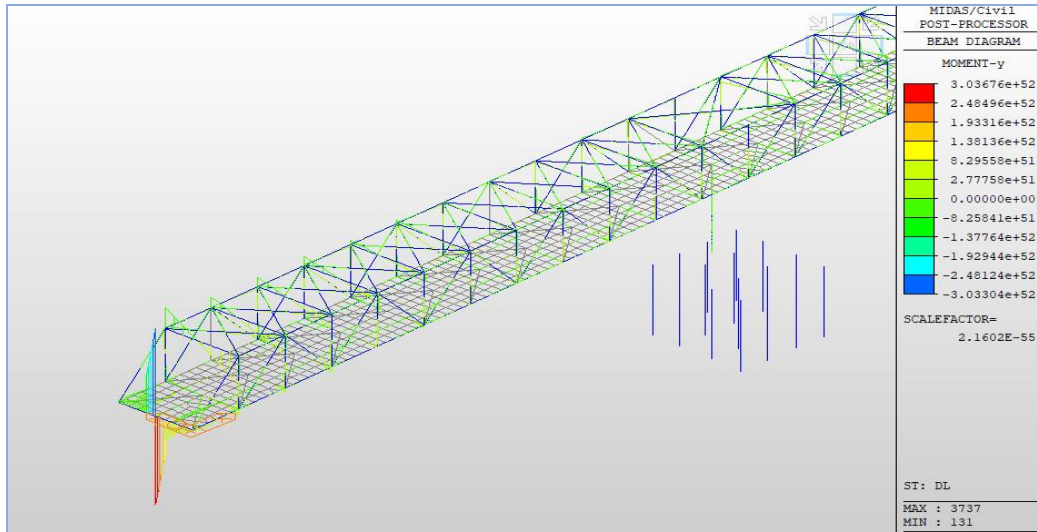 MIDAS/Civil
POST-PROCESSOR
BEAM DIAGRAM
MOMENT-y
3.03676e+52
2.48496e+52
1.93316e+52
1.38136e+52
8.29558e+51
2.77758e+51
0.00000e+00
-8.25841e+51
-1.37764e+52
-1.92944e+52
-2.48124e+52
-3.03304e+52
SCALEFACTOR=
2.1602E-55
ST: DL
MAX : 3737
MIN : 131